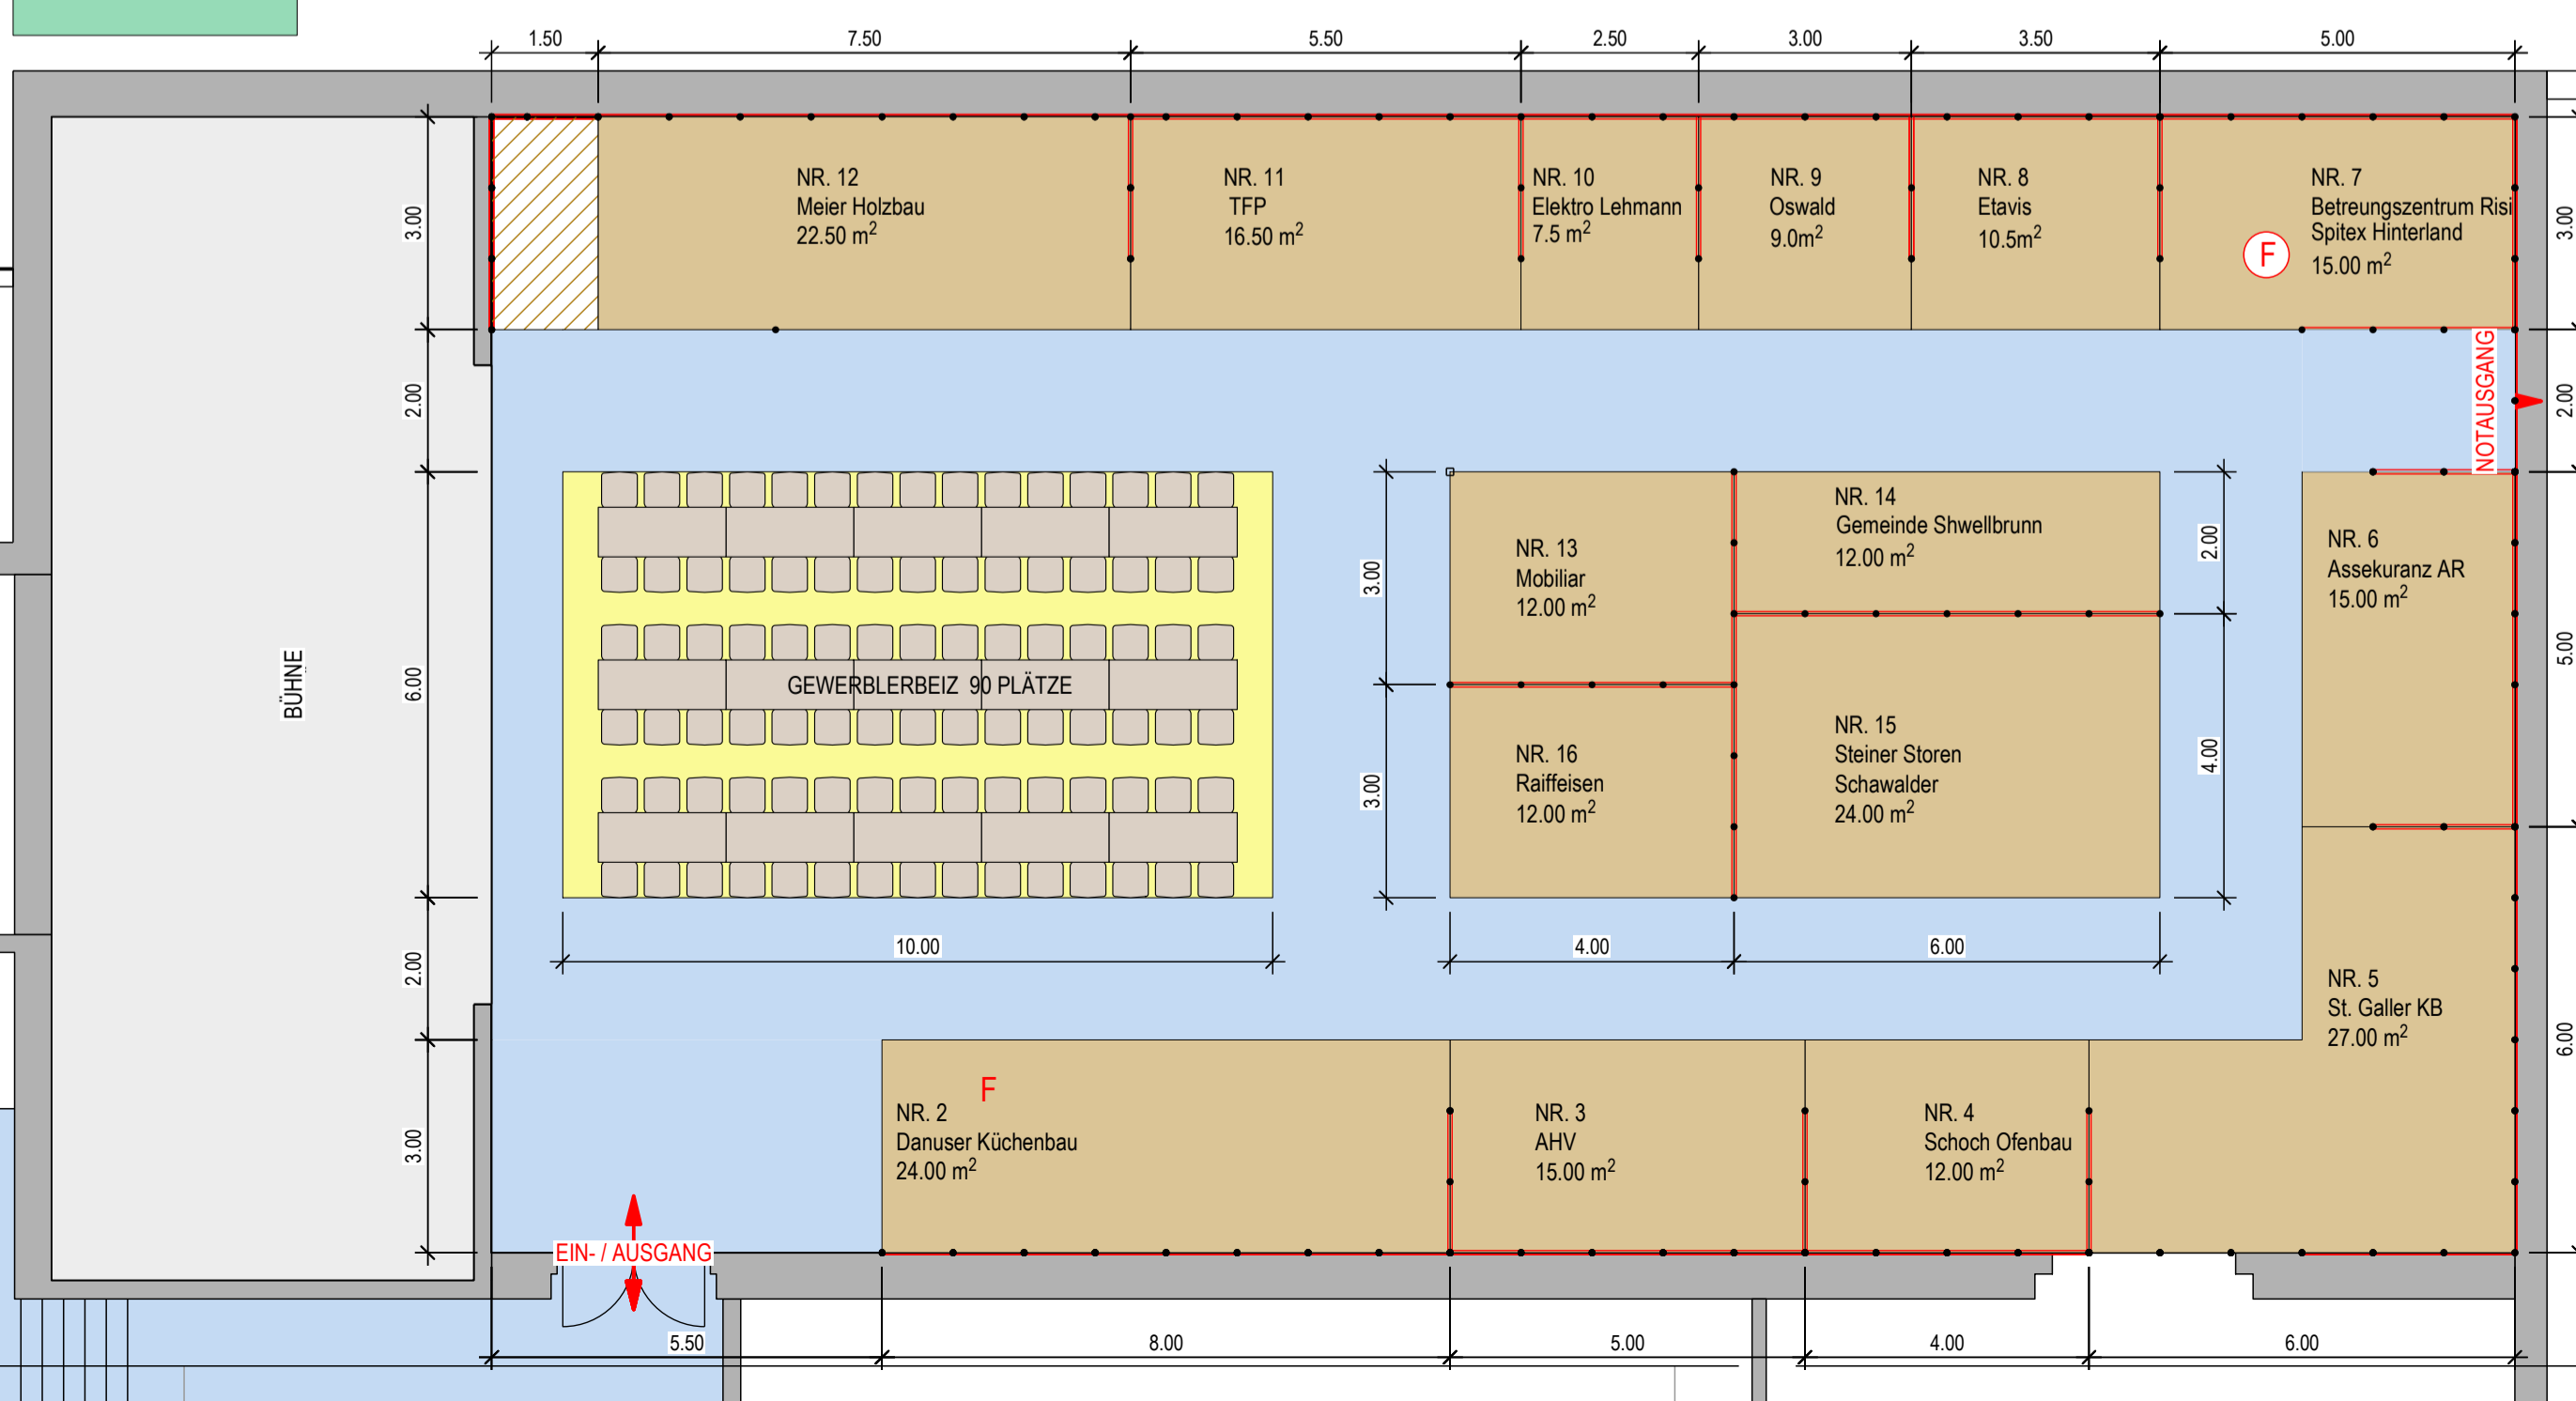 1.50 7.50 5.50 2.50 3.00 3.50 5.00
NR. 12
Meier Holzbau
22.50 m²
NR. 11
TFP
16.50 m²
NR. 10
Elektro Lehmann
7.5 m²
NR. 9
Oswald
9.0m²
NR. 8
Etavis
10.5m²
NR. 7
Betreungszentrum Risi
Spitex Hinterland
15.00 m²
F
3.00
3.00
2.00
NOTAUSGANG
2.00
BÜHNE
6.00
GEWERBLERBEIZ 90 PLÄTZE
3.00
NR. 13
Mobiliar
12.00 m²
NR. 14
Gemeinde Shwellbrunn
12.00 m²
2.00
NR. 6
Assekuranz AR
15.00 m²
5.00
3.00
NR. 16
Raiffeisen
12.00 m²
NR. 15
Steiner Storen
Schawalder
24.00 m²
4.00
10.00
4.00 6.00
2.00
NR. 5
St. Galler KB
27.00 m²
6.00
3.00
F
NR. 2
Danuser Küchenbau
24.00 m²
NR. 3
AHV
15.00 m²
NR. 4
Schoch Ofenbau
12.00 m²
EIN- / AUSGANG
5.50 8.00 5.00 4.00 6.00